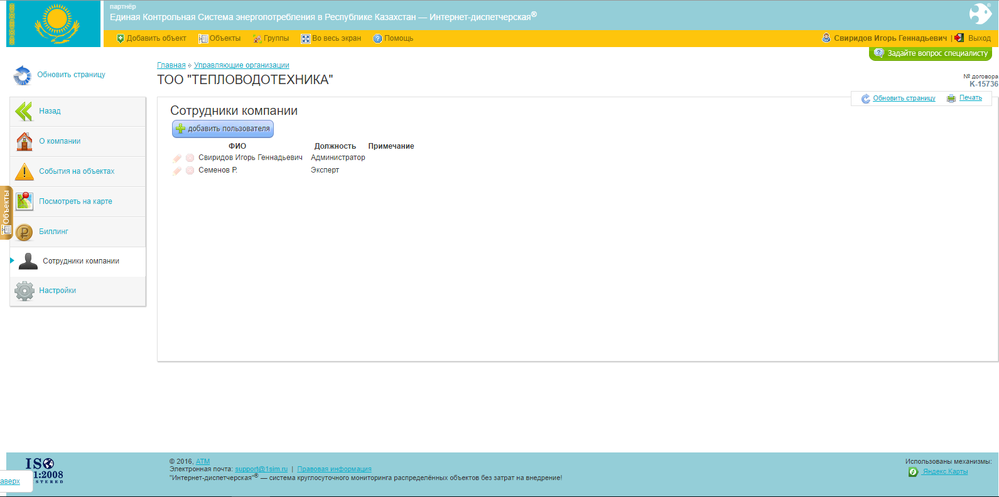 партнёр
Единая Контрольная Система энергопотребления в Республике Казахстан — Интернет-диспетчерская®
Добавить объект Объекты Группы Во весь экран Помощь Свиридов Игорь Геннадьевич | Выход
Задайте вопрос специалисту
Обновить страницу
Главная Управляющие организации
ТОО "ТЕПЛОВОДОТЕХНИКА"
№ договора
K-15736
Обновить страницу Печать
Назад
О компании
События на объектах
Посмотреть на карте
Биллинг
Сотрудники компании
Настройки
Объекты
Сотрудники компании
добавить пользователя
ФИО Должность Примечание
Свиридов Игорь Геннадьевич Администратор
Семенов Р. Эксперт
ISO
1:2008
STERED
аверх
© 2016, АТМ
Электронная почта: support@1sim.ru | Правовая информация
"Интернет-диспетчерская"® — система круглосуточного мониторинга распределённых объектов без затрат на внедрение!
Использованы механизмы:
Яндекс.Карты